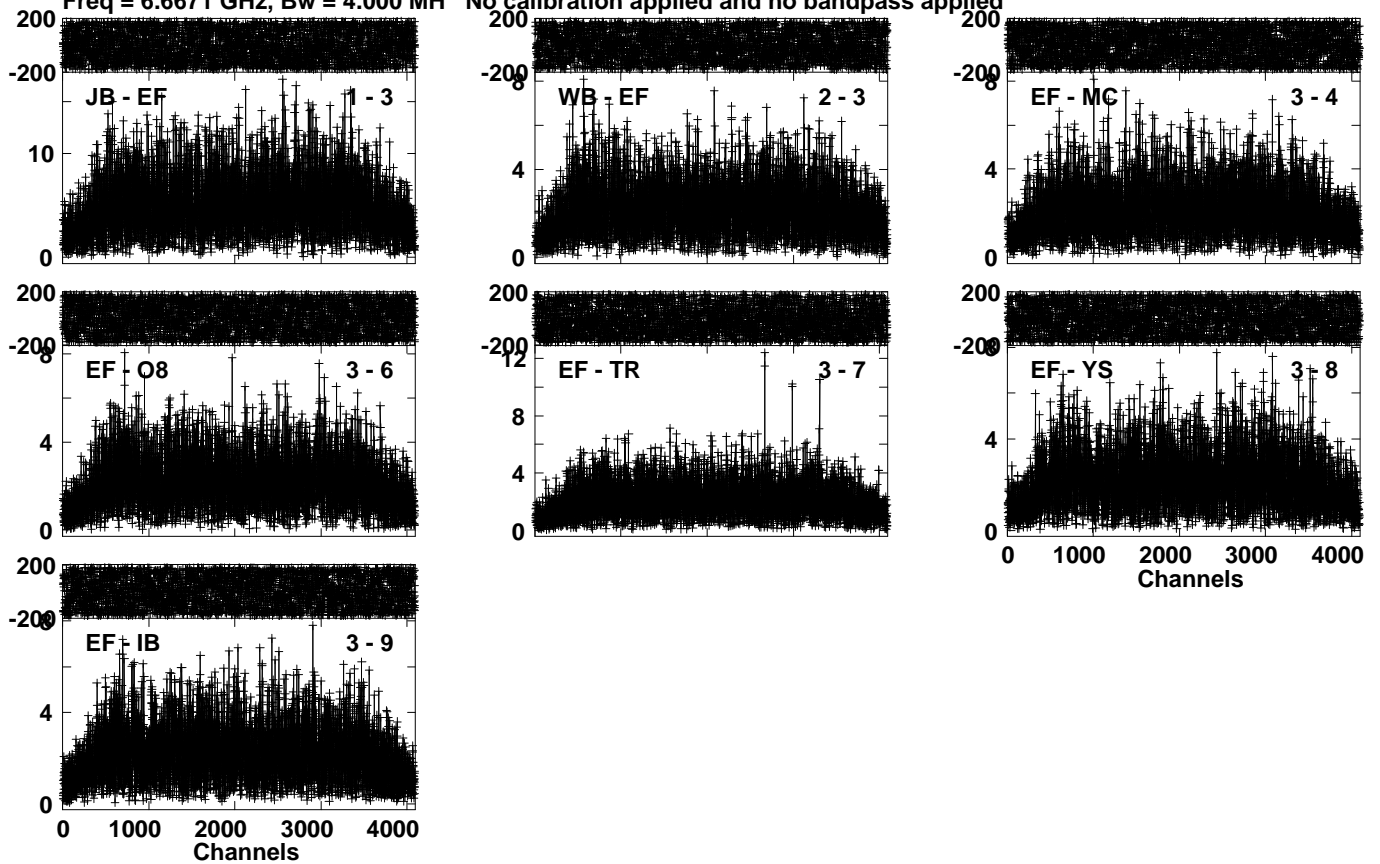 Freq = 6.6671 GHz, Bw = 4.000 MH No calibration applied and no bandpass applied
200 200 200
-200 -200 -200
8 8
JB - EF 1 - 3 WB - EF 2 - 3 EF - MC 3 - 4
10 4 4
0 0 0
200 200 200
-200 -200 -200
8 12 8
EF - O8 3 - 6 EF - TR 3 - 7 EF - YS 3 - 8
8
4 4 4
0 0 0
0 1000 2000 3000 4000
Channels
200
-200
8
EF - IB 3 - 9
4
0
0 1000 2000 3000 4000
Channels